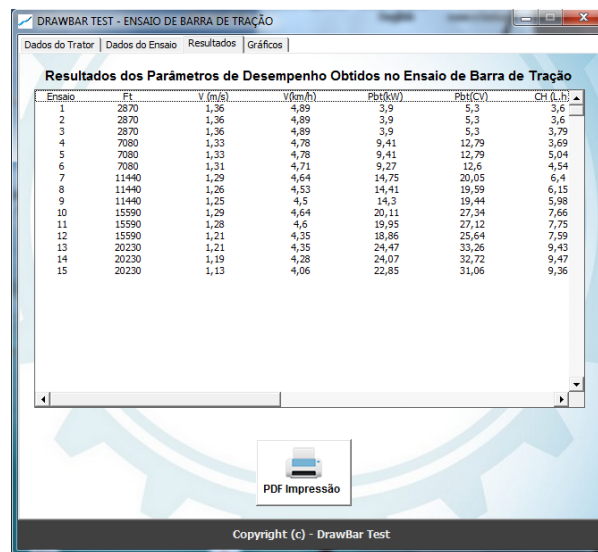 DRAWBAR TEST - ENSAIO DE BARRA DE TRAÇÃO
Dados do Trator Dados do Ensaio Resultados Gráficos
Resultados dos Parâmetros de Desempenho Obtidos no Ensaio de Barra de Tração
Ensaio Ft V (m/s) V(km/h) Pbt(kW) Pbt(CV) CH (L.h
1 2870 1,36 4,89 3,9 5,3 3,6
2 2870 1,36 4,89 3,9 5,3 3,6
3 2870 1,36 4,89 3,9 5,3 3,79
4 7080 1,33 4,78 9,41 12,79 3,69
5 7080 1,33 4,78 9,41 12,79 5,04
6 7080 1,31 4,71 9,27 12,6 4,54
7 11440 1,29 4,64 14,75 20,05 6,4
8 11440 1,26 4,53 14,41 19,59 6,15
9 11440 1,25 4,5 14,3 19,44 5,98
10 15590 1,29 4,64 20,11 27,34 7,66
11 15590 1,28 4,6 19,95 27,12 7,75
12 15590 1,21 4,35 18,86 25,64 7,59
13 20230 1,21 4,35 24,47 33,26 9,43
14 20230 1,19 4,28 24,07 32,72 9,47
15 20230 1,13 4,06 22,85 31,06 9,36
PDF Impressão
Copyright (c) - DrawBar Test